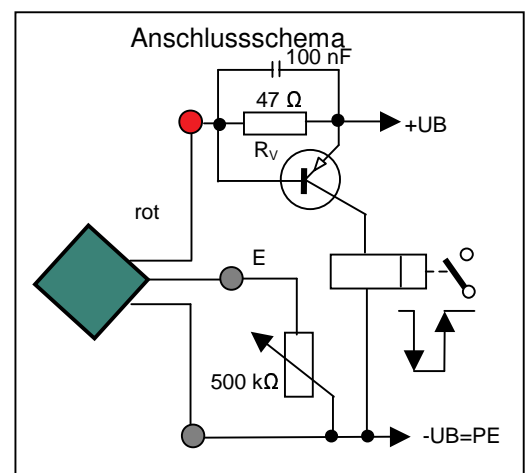 Anschlussschema
100 nF
47 Ω
+UB
RV
rot
E
500 kΩ
-UB=PE